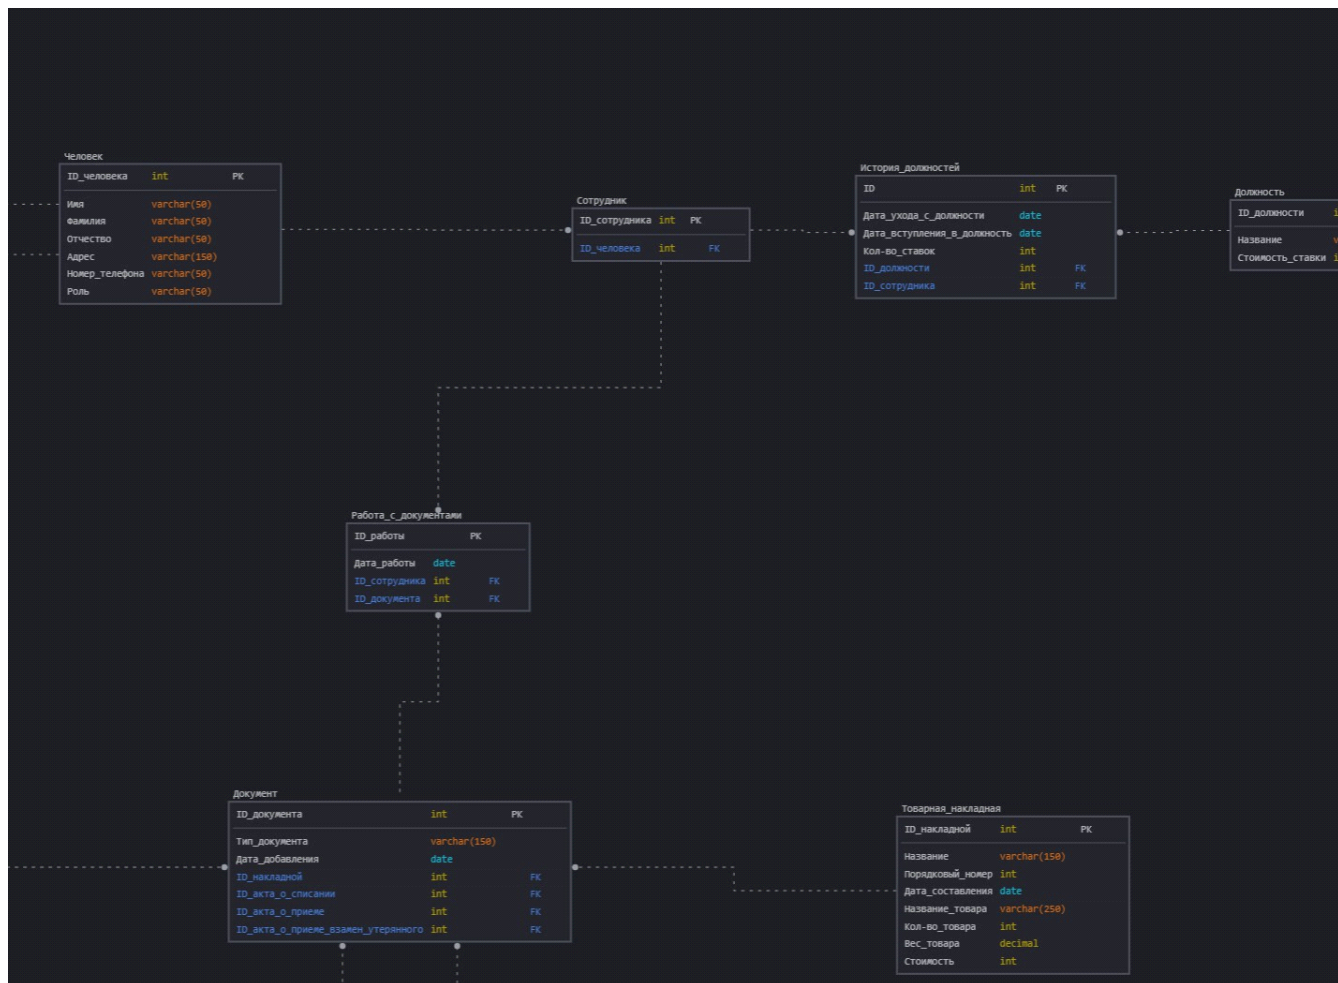 Человек
ID_человека int PK
Имя varchar(50)
Фамилия varchar(50)
Отчество varchar(50)
Адрес varchar(150)
Номер_телефона varchar(50)
Роль varchar(50)
Сотрудник
ID_сотрудника int PK
ID_человека int FK
История_должностей
ID int PK
Дата_ухода_с_должности date
Дата_вступления_в_должность date
Кол-во_ставок int
ID_должности int FK
ID_сотрудника int FK
Должность
ID_должности
Название
Стоимость_ставки
Работа_с_документами
ID_работы PK
Дата_работы date
ID_сотрудника int FK
ID_документа int FK
Документ
ID_документа int PK
Тип_документа varchar(150)
Дата_добавления date
ID_накладной int FK
ID_акта_о_списании int FK
ID_акта_о_приеме int FK
ID_акта_о_приеме_взамен_утерянного int FK
Товарная_накладная
ID_накладной int PK
Название varchar(150)
Порядковый_номер int
Дата_составления date
Название_товара varchar(250)
Кол-во_товара int
Вес_товара decimal
Стоимость int